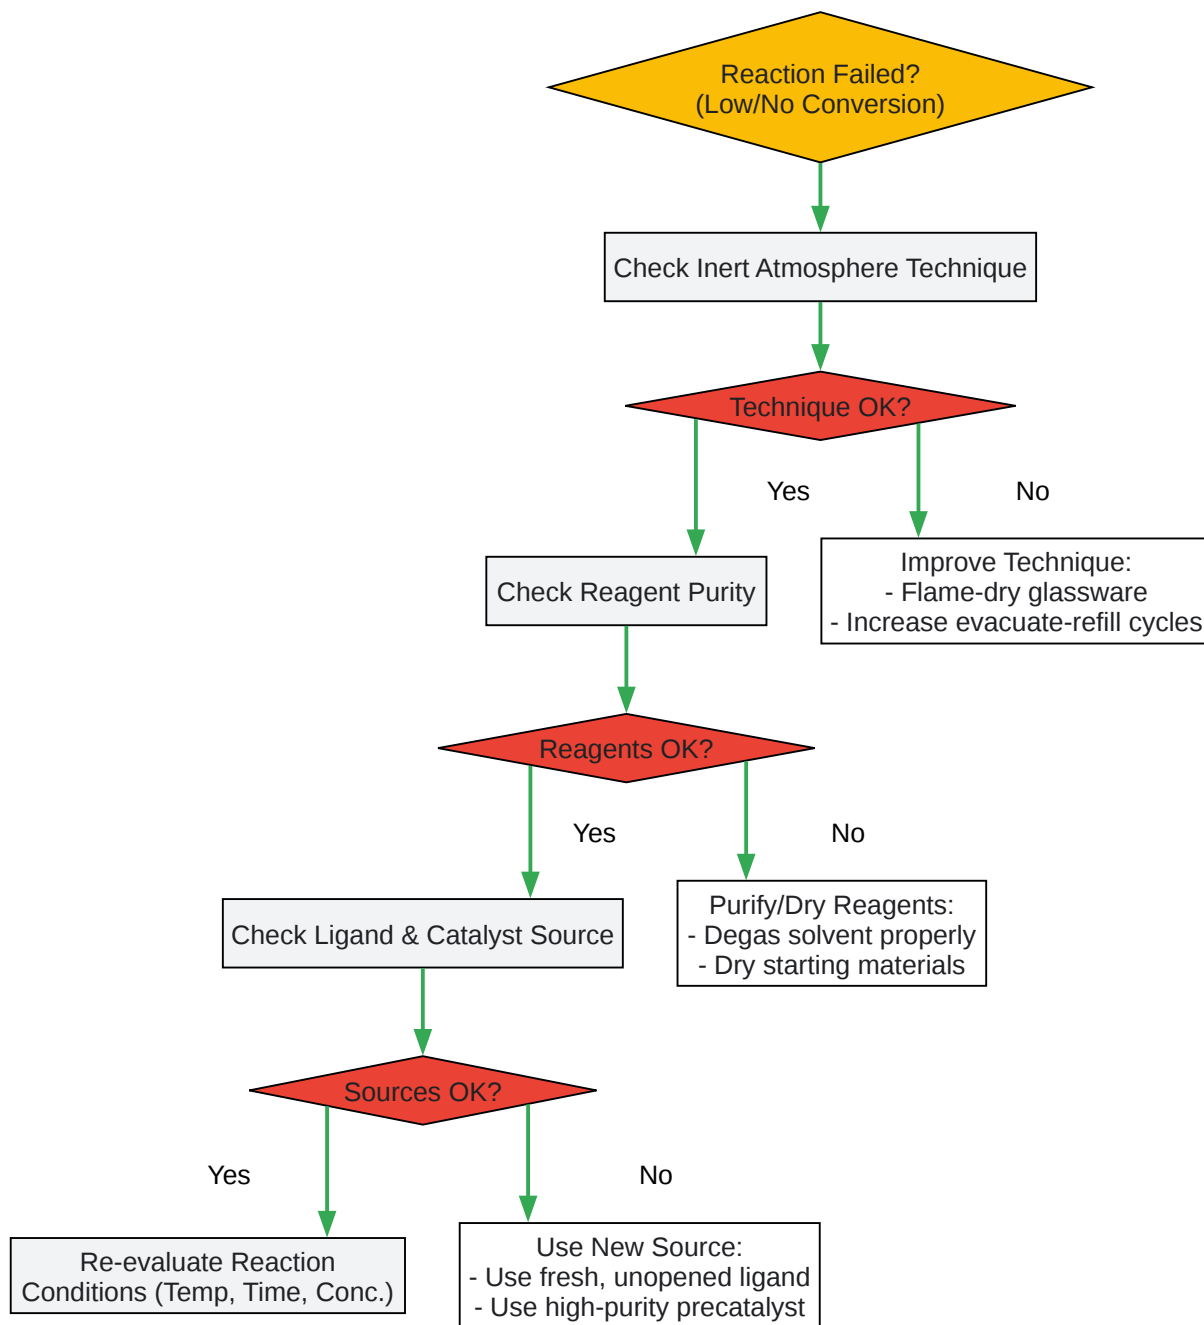 Reaction Failed?
(Low/No Conversion)
Check Inert Atmosphere Technique
Technique OK?
Yes
No
Improve Technique:
- Flame-dry glassware
- Increase evacuate-refill cycles
Check Reagent Purity
Reagents OK?
Yes
No
Purify/Dry Reagents:
- Degas solvent properly
- Dry starting materials
Check Ligand & Catalyst Source
Sources OK?
Yes
No
Use New Source:
- Use fresh, unopened ligand
- Use high-purity precatalyst
Re-evaluate Reaction
Conditions (Temp, Time, Conc.)